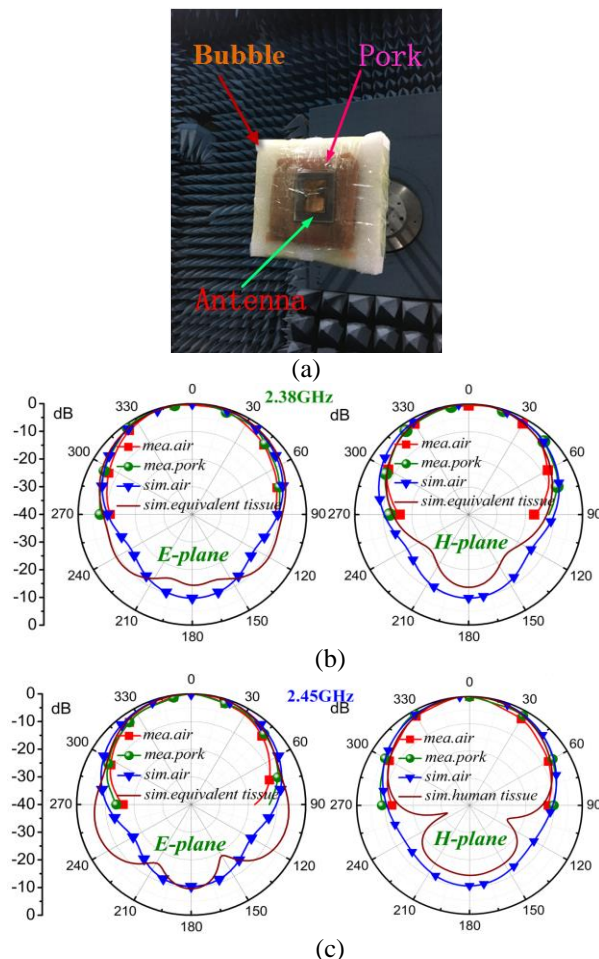 Bubble
Pork
Antenna
(a)
0
2.38GHz
0
dB
330
30
dB
330
30
-10
300
60
300
60
mea.air
mea.air
-20
mea.pork
mea.pork
-30
sim.air
sim.air
sim.equivalent tissue
sim.equivalent tissue
-40
270
90
270
90
-30
E-plane
H-plane
240
120
240
120
-20
-10
210
150
210
150
0
180
180
(b)
0
2.45GHz
0
0
dB
330
30
dB
330
30
-10
300
60
300
60
mea.air
mea.air
-20
mea.pork
mea.pork
-30
sim.air
sim.air
sim.equivalent tissue
sim.human tissue
-40
270
90
270
90
-30
E-plane
H-plane
240
120
240
120
-20
-10
210
150
210
150
0
180
180
(c)